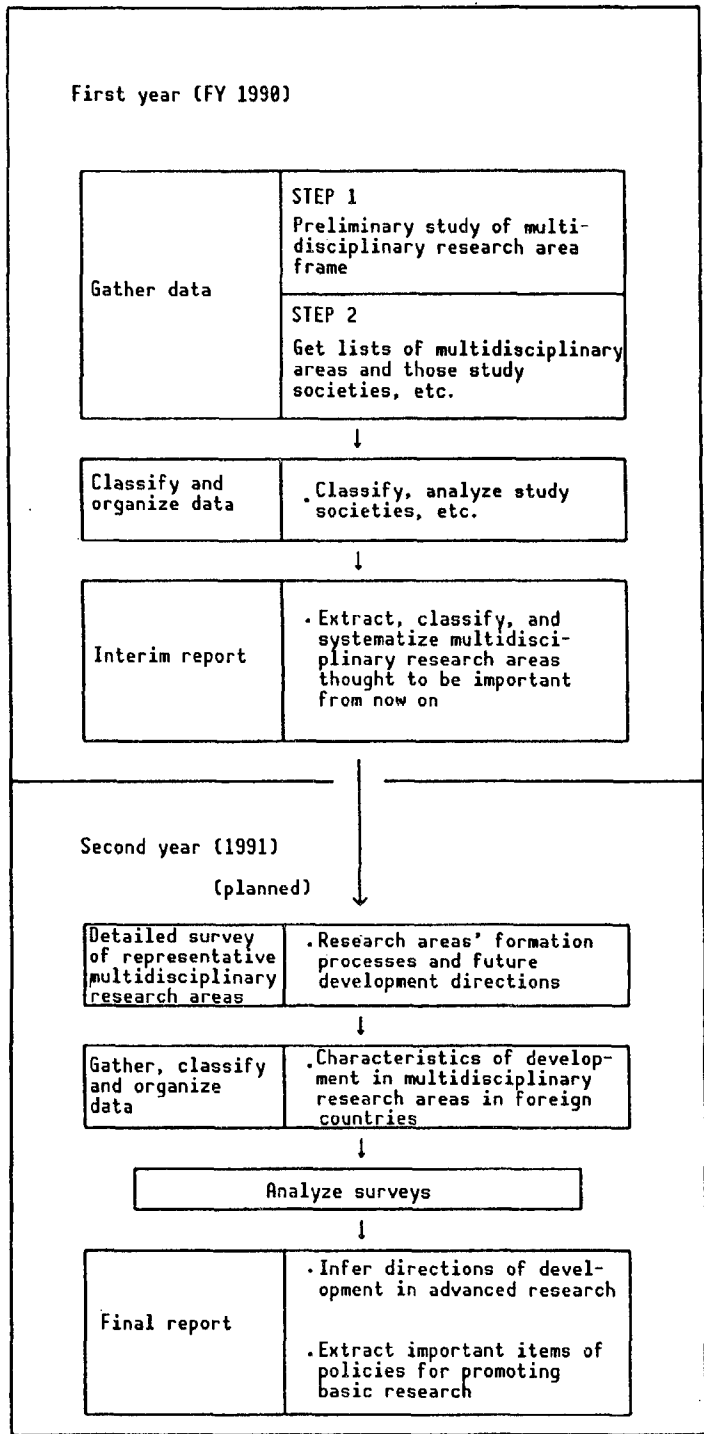 First year (FY 1990)
Gather data
STEP 1
Preliminary study of multi-
disciplinary research area
frame
STEP 2
Get lists of multidisciplinary
areas and those study
societies, etc.
↓
Classify and
organize data
. Classify, analyze study
societies, etc.
↓
Interim report
. Extract, classify, and
systematize multidisci-
plinary research areas
thought to be important
from now on
Second year (1991)
(planned)
Detailed survey
of representative
multidisciplinary
research areas
. Research areas' formation
processes and future
development directions
↓
Gather, classify
and organize
data
. Characteristics of develop-
ment in multidisciplinary
research areas in foreign
countries
↓
Analyze surveys
↓
Final report
. Infer directions of devel-
opment in advanced research
. Extract important items of
policies for promoting
basic research